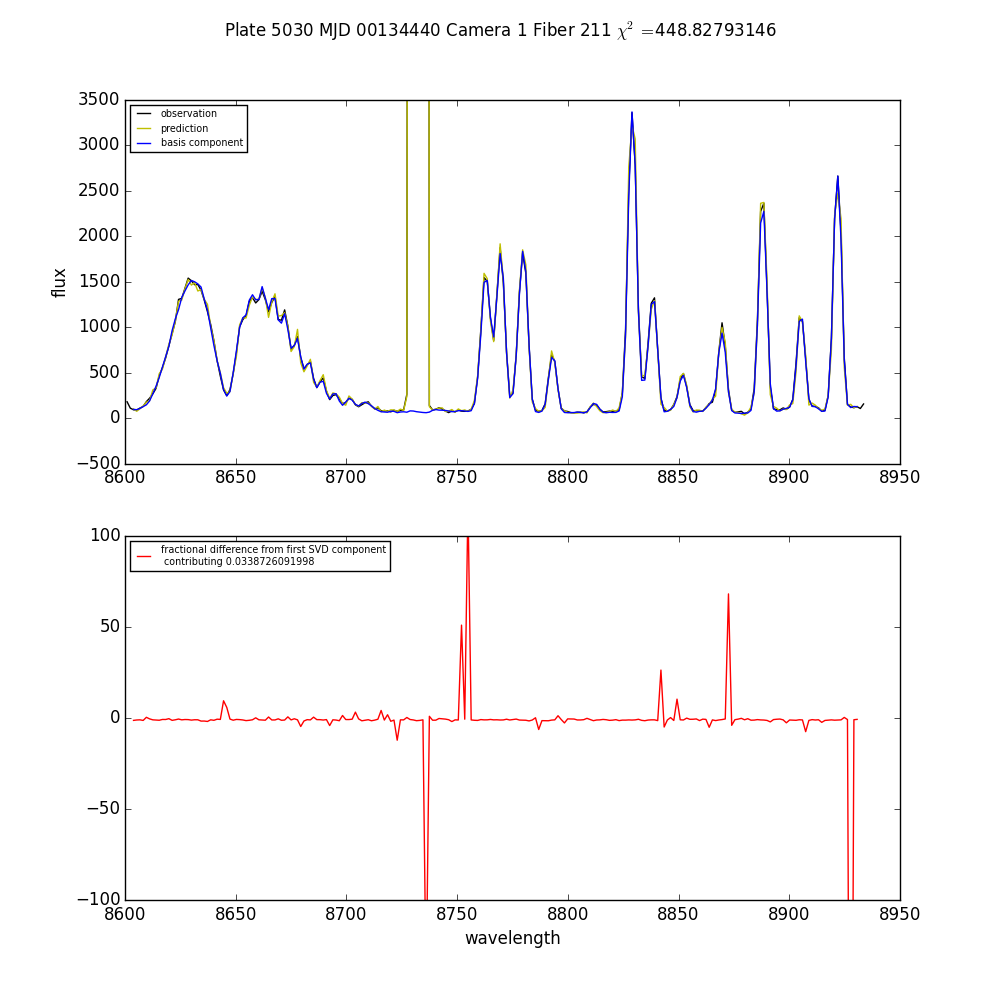 Plate 5030 MJD 00134440 Camera 1 Fiber 211 χ² =448.82793146
3500
3000
2500
2000
1500
1000
500
0
−500
flux
observation
prediction
basis component
8600 8650 8700 8750 8800 8850 8900 8950
100
50
0
−50
−100
fractional difference from first SVD component
contributing 0.0338726091998
8600 8650 8700 8750 8800 8850 8900 8950
wavelength